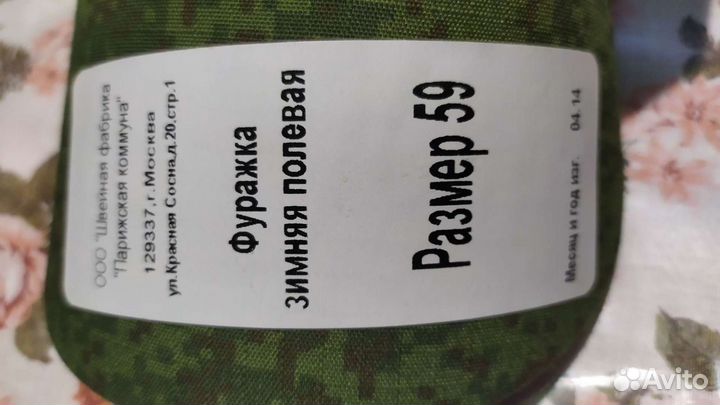 ООО "Швейная фабрика
"Парижская коммуна"
129337,г.Москва
ул.Красная Сосна,д.20,стр.1
Фуражка
зимняя полевая
Размер 59
Месяц и год изг. 04.14
Avito